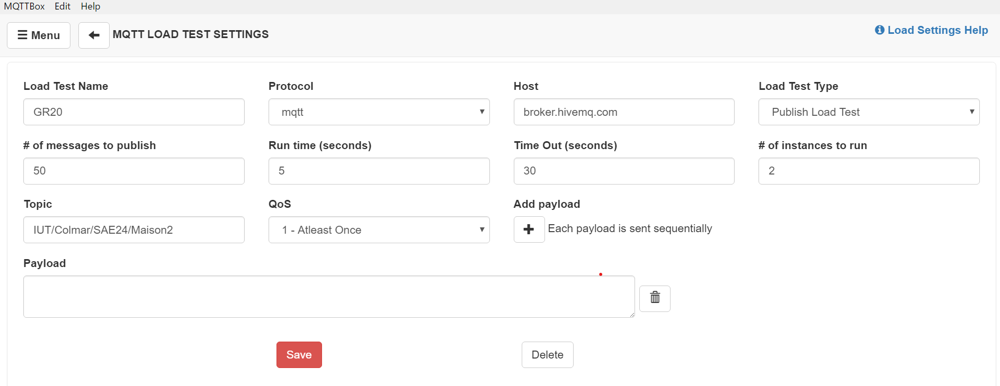 MQTTBox Edit Help
Menu MQTT LOAD TEST SETTINGS Load Settings Help
Load Test Name Protocol Host Load Test Type
GR20 mqtt broker.hivemq.com Publish Load Test
# of messages to publish Run time (seconds) Time Out (seconds) # of instances to run
50 5 30 2
Topic QoS Add payload
IUT/Colmar/SAE24/Maison2 1 - Atleast Once Each payload is sent sequentially
Payload
Save Delete